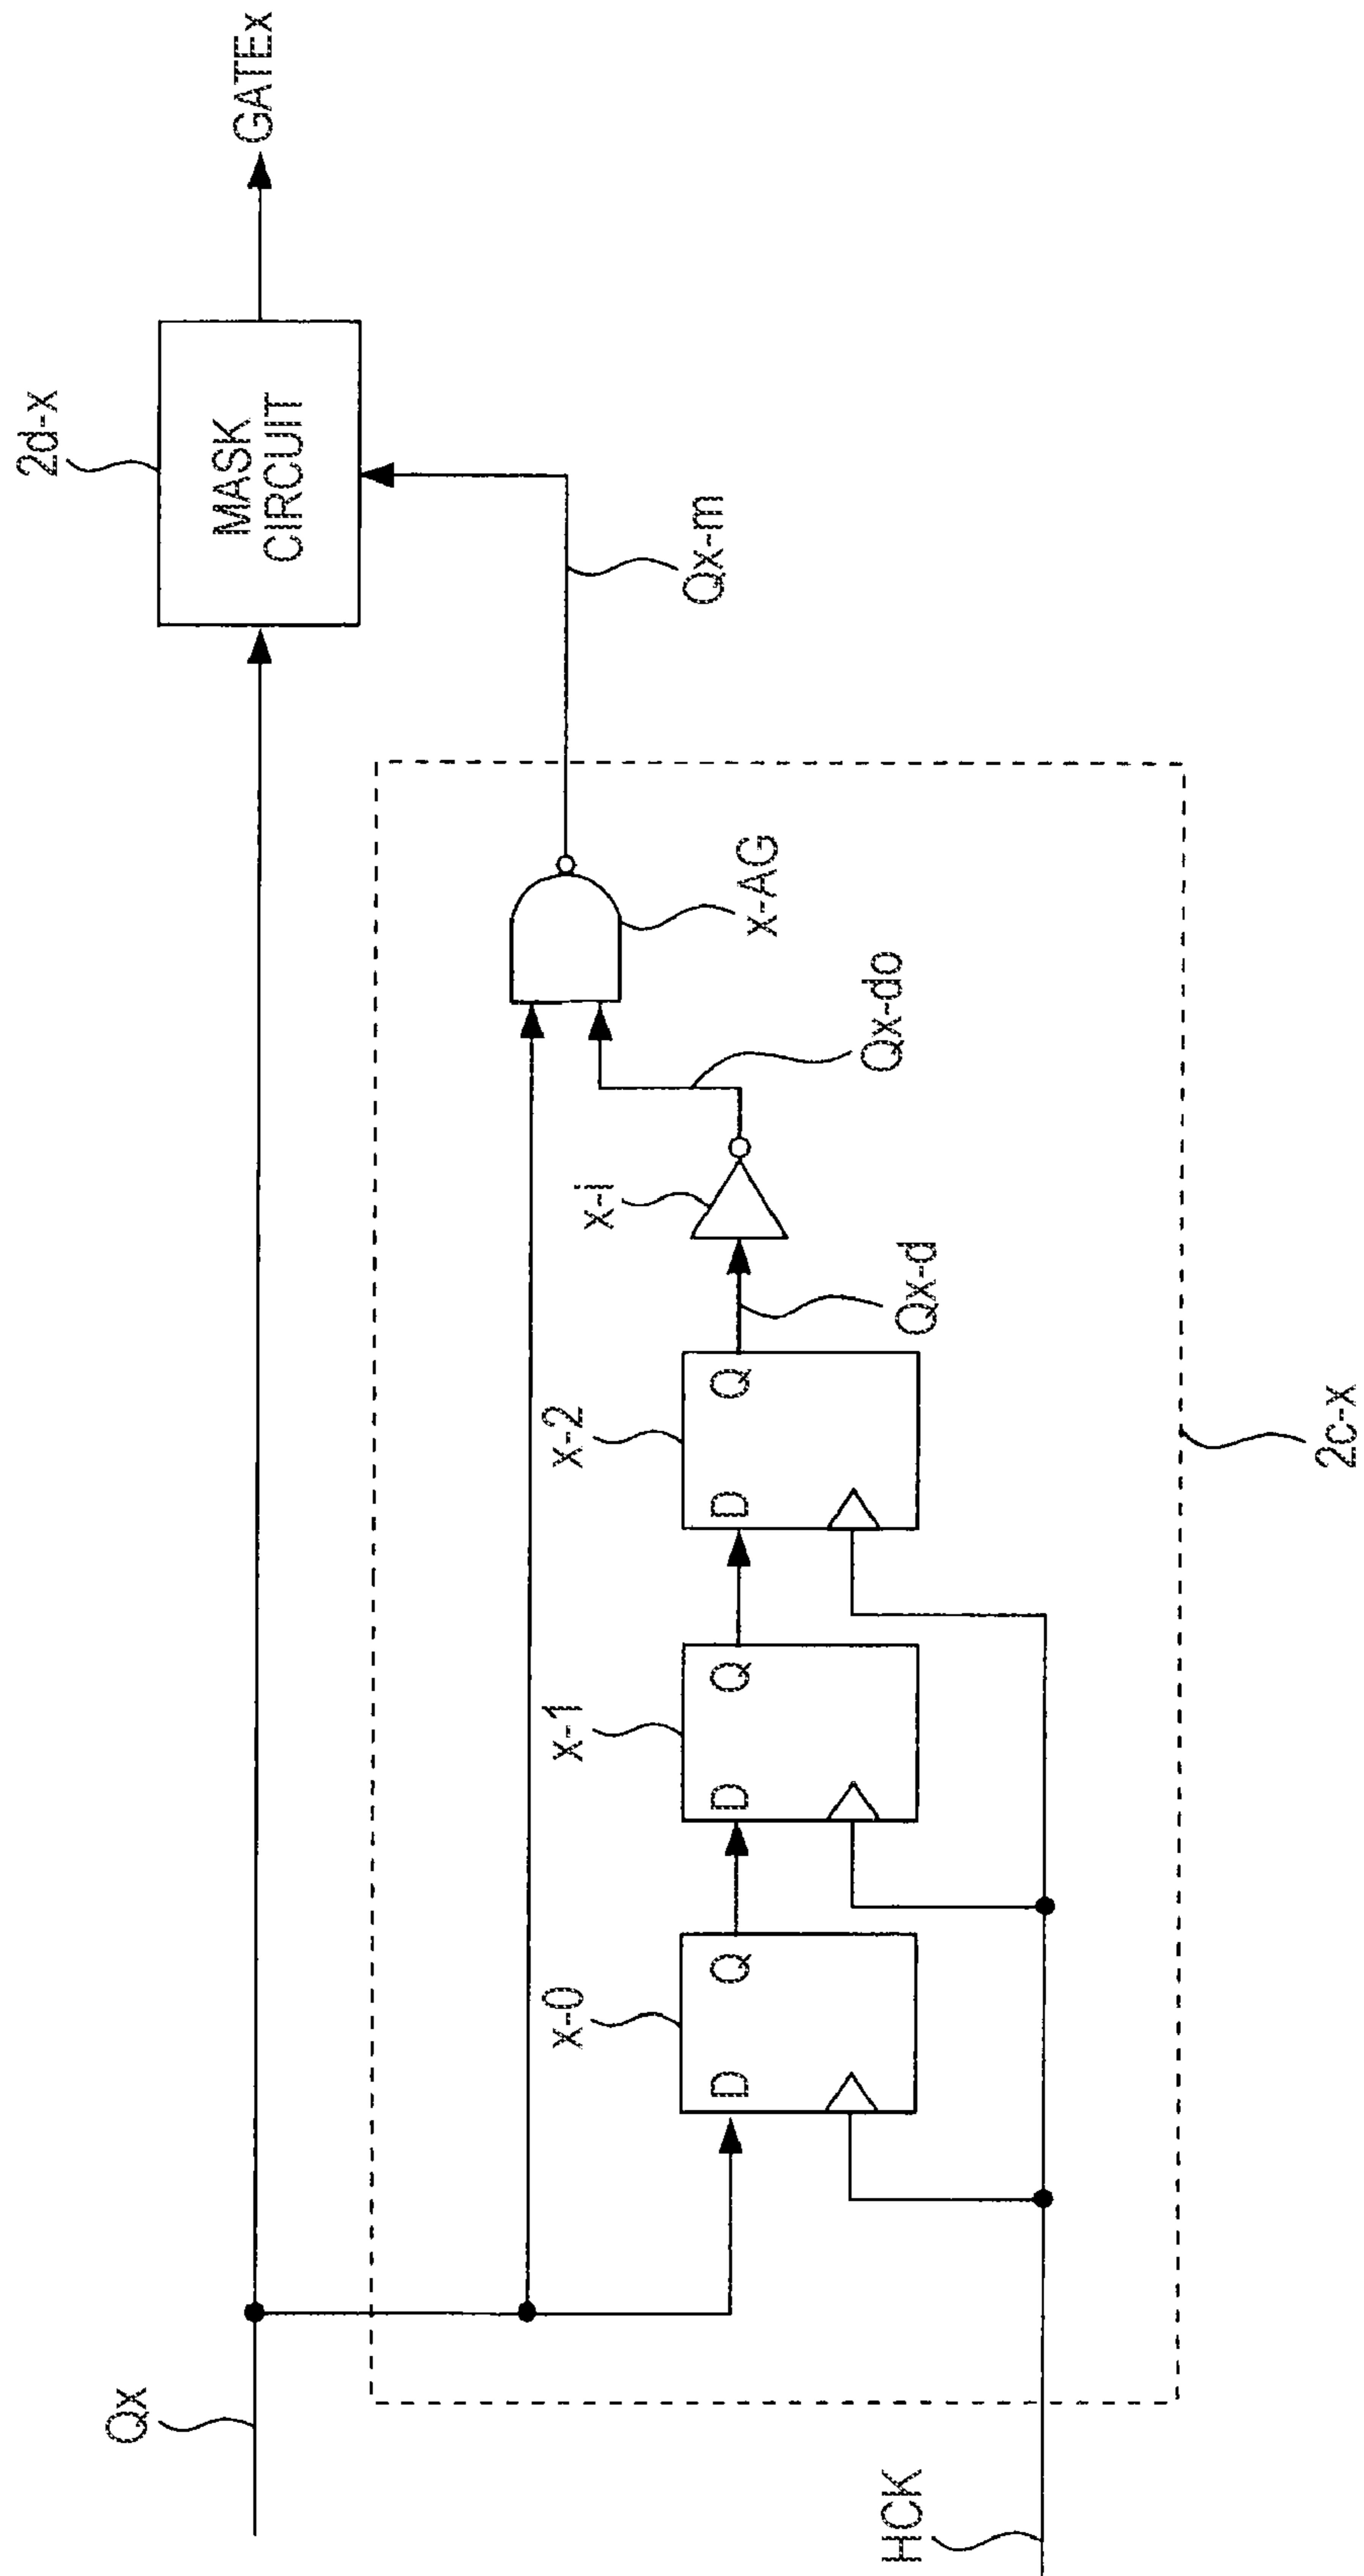 Qx
2d-x
MASK
CIRCUIT
GATEx
Qx-m
x-AG
Qx-do
x-i
Qx-d
x-0
D
Q
x-1
D
Q
x-2
D
Q
HCK
2c-x